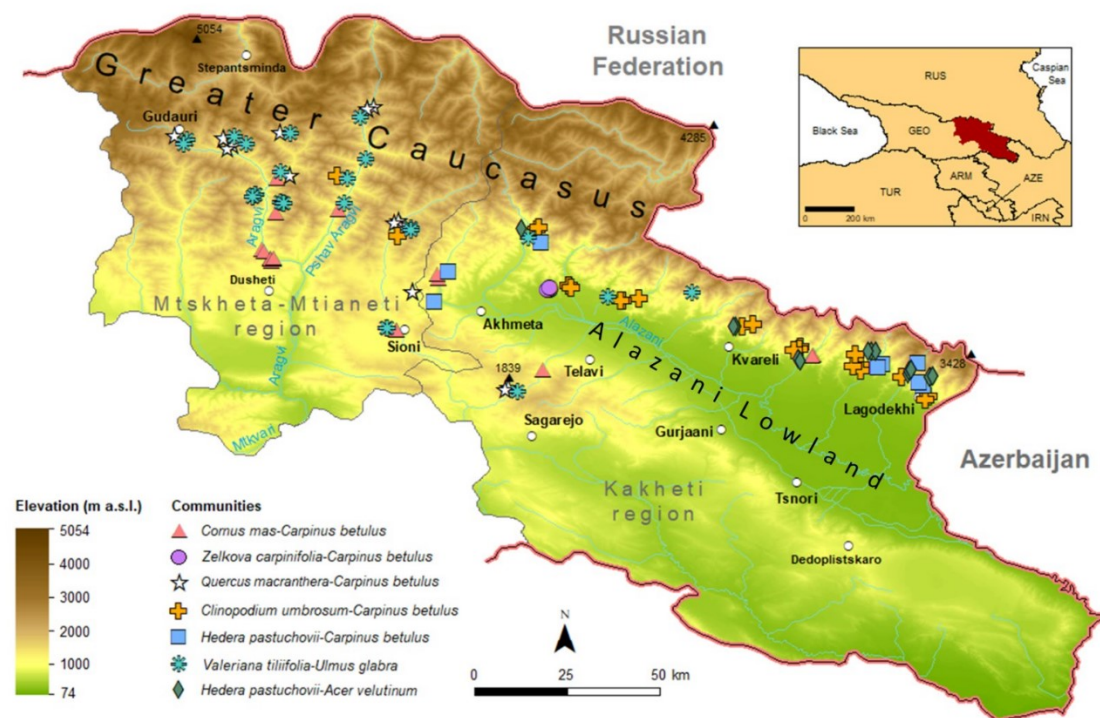 5054
Stepantsminda
Gudauri
Greater Caucasus
Russian
Federation
4285
RUS
Caspian
Sea
Black Sea
GEO
TUR
ARM
AZE
IRN
0 200 km
Aragvi
Pshav Aragvi
Dusheti
Mtskheta-Mtianeti
region
Sioni
Akhmeta
Alazani
Kvareli
Telavi
Alazani Lowland
1839
3428
Lagodekhi
Sagarejo
Gurjaani
Aragvi
Mtkvari
Azerbaijan
Kakheti
region
Tsnori
Dedoplistskaro
Elevation (m a.s.l.)
5054
4000
3000
2000
1000
74
Communities
Cornus mas-Carpinus betulus
Zelkova carpinifolia-Carpinus betulus
Quercus macranthera-Carpinus betulus
Clinopodium umbrosum-Carpinus betulus
Hedera pastuchovii-Carpinus betulus
Valeriana tiliifolia-Ulmus glabra
Hedera pastuchovii-Acer velutinum
N
0 25 50 km